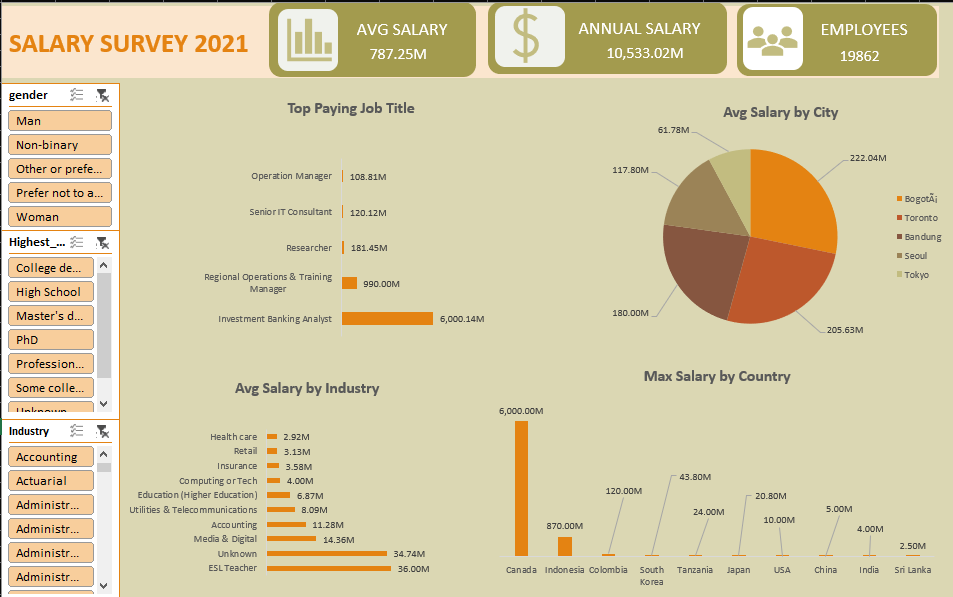 SALARY SURVEY 2021
AVG SALARY
787.25M
ANNUAL SALARY
10,533.02M
EMPLOYEES
19862
gender
Man
Non-binary
Other or prefe...
Prefer not to a...
Woman
Highest_...
College de...
High School
Master's d...
PhD
Profession...
Some colle...
Unknown
Industry
Accounting
Actuarial
Administr...
Administr...
Administr...
Administr...
Top Paying Job Title
Operation Manager 108.81M
Senior IT Consultant 120.12M
Researcher 181.45M
Regional Operations & Training
Manager 990.00M
Investment Banking Analyst 6,000.14M
Avg Salary by City
61.78M
222.04M
117.80M
180.00M
205.63M
BogotÃ¡
Toronto
Bandung
Seoul
Tokyo
Avg Salary by Industry
Health care 2.92M
Retail 3.13M
Insurance 3.58M
Computing or Tech 4.00M
Education (Higher Education) 6.87M
Utilities & Telecommunications 8.09M
Accounting 11.28M
Media & Digital 14.36M
Unknown 34.74M
ESL Teacher 36.00M
Max Salary by Country
6,000.00M
870.00M
120.00M
43.80M
24.00M
20.80M
10.00M
5.00M
4.00M
2.50M
Canada Indonesia Colombia South Tanzania Japan USA China India Sri Lanka
Korea